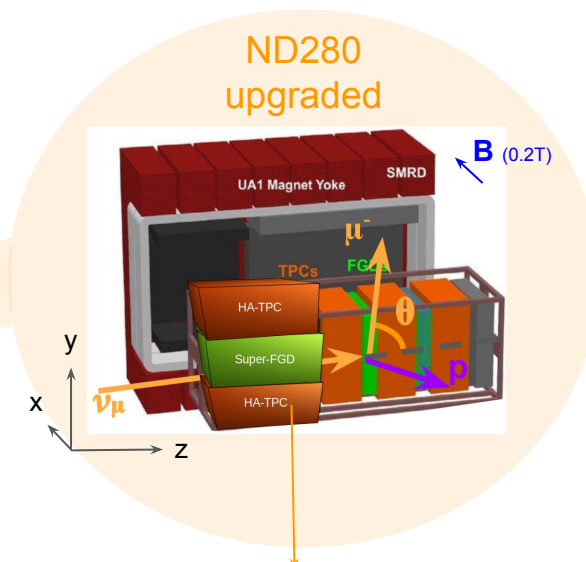 ND280
upgraded
B (0.2T)
SMRD
UA1 Magnet Yoke
μ-
TPCs
FGDs
HA-TPC
θ
Super-FGD
y
p
νμ
HA-TPC
x
z